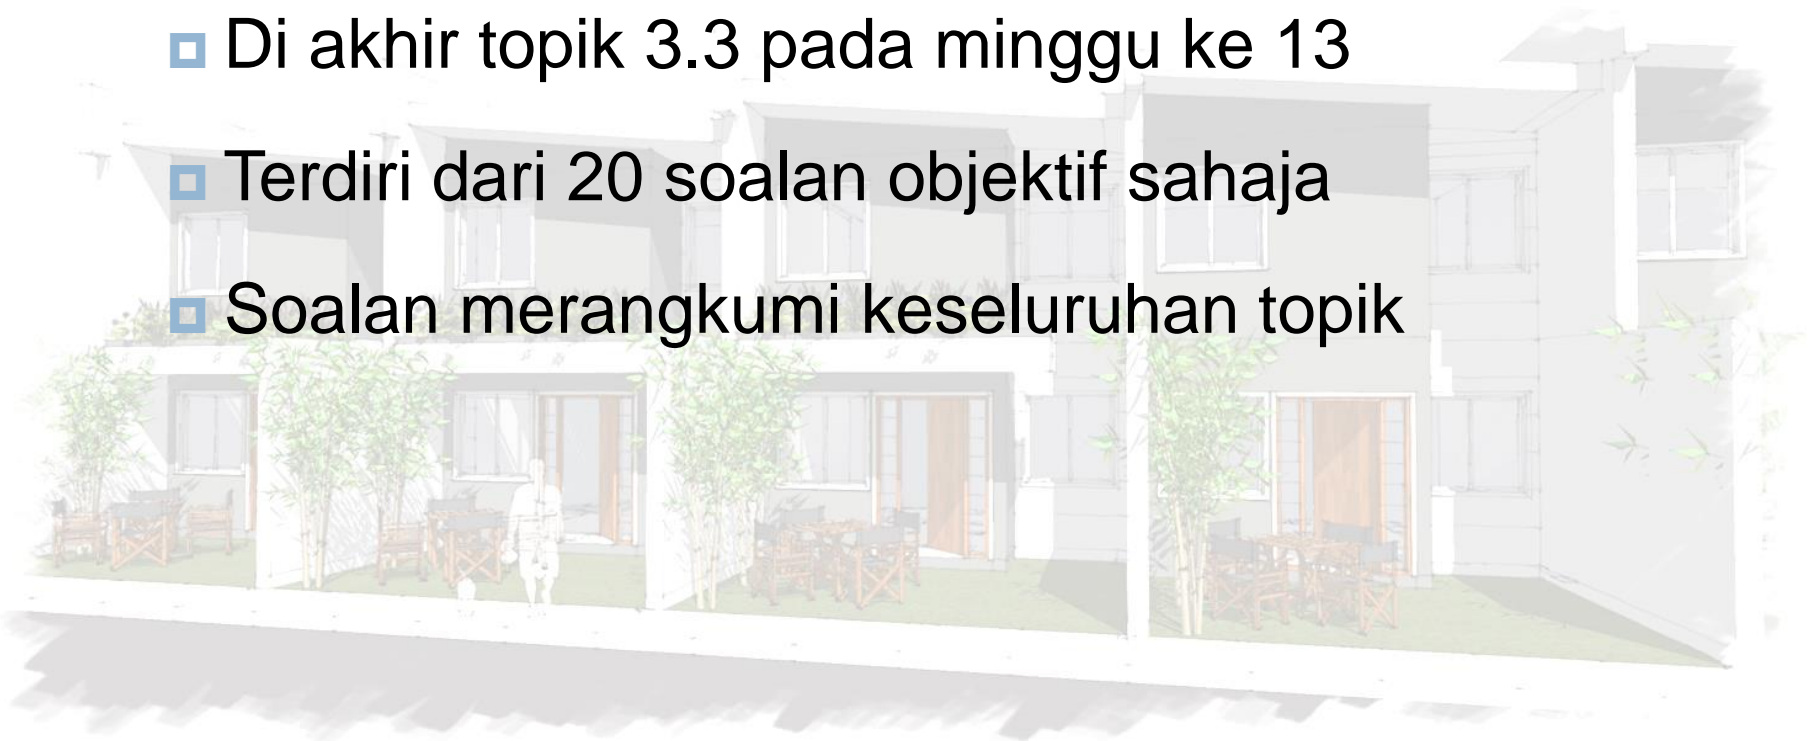 Di akhir topik 3.3 pada minggu ke 13
Terdiri dari 20 soalan objektif sahaja
Soalan merangkumi keseluruhan topik